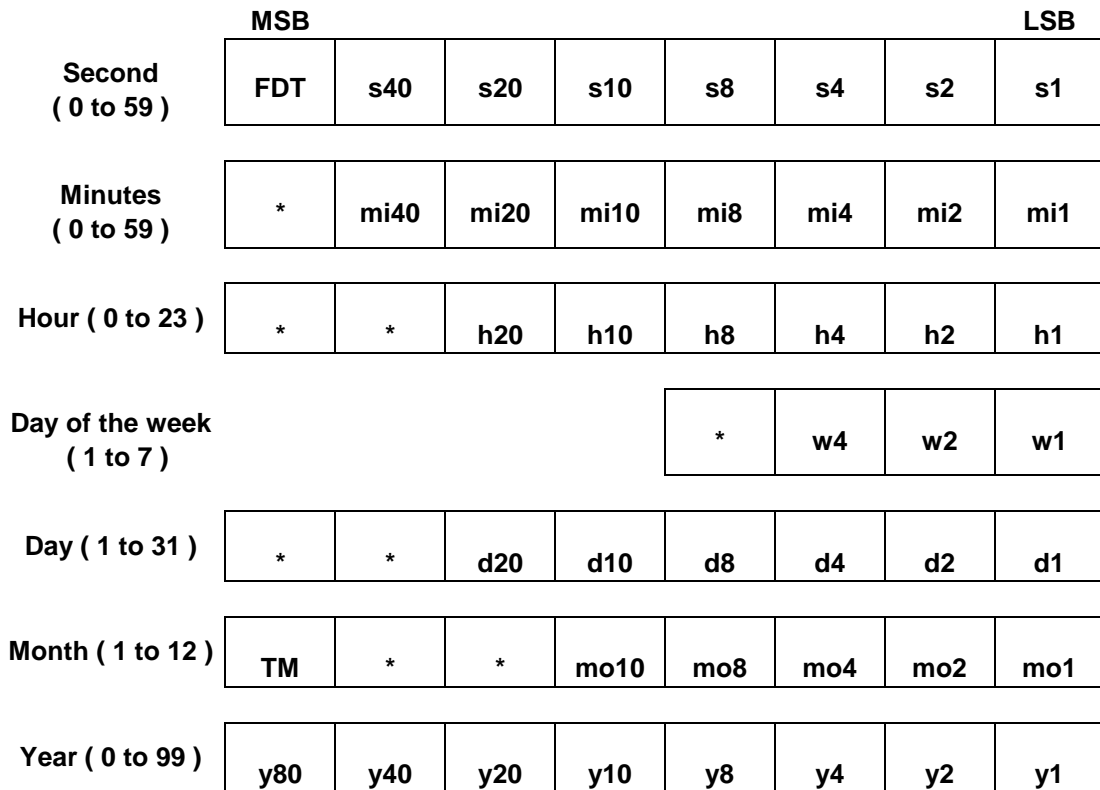 MSB LSB
Second
( 0 to 59 )
FDT s40 s20 s10 s8 s4 s2 s1
Minutes
( 0 to 59 )
* mi40 mi20 mi10 mi8 mi4 mi2 mi1
Hour ( 0 to 23 )
* * h20 h10 h8 h4 h2 h1
Day of the week
( 1 to 7 )
* w4 w2 w1
Day ( 1 to 31 )
* * d20 d10 d8 d4 d2 d1
Month ( 1 to 12 )
TM * * mo10 mo8 mo4 mo2 mo1
Year ( 0 to 99 )
y80 y40 y20 y10 y8 y4 y2 y1